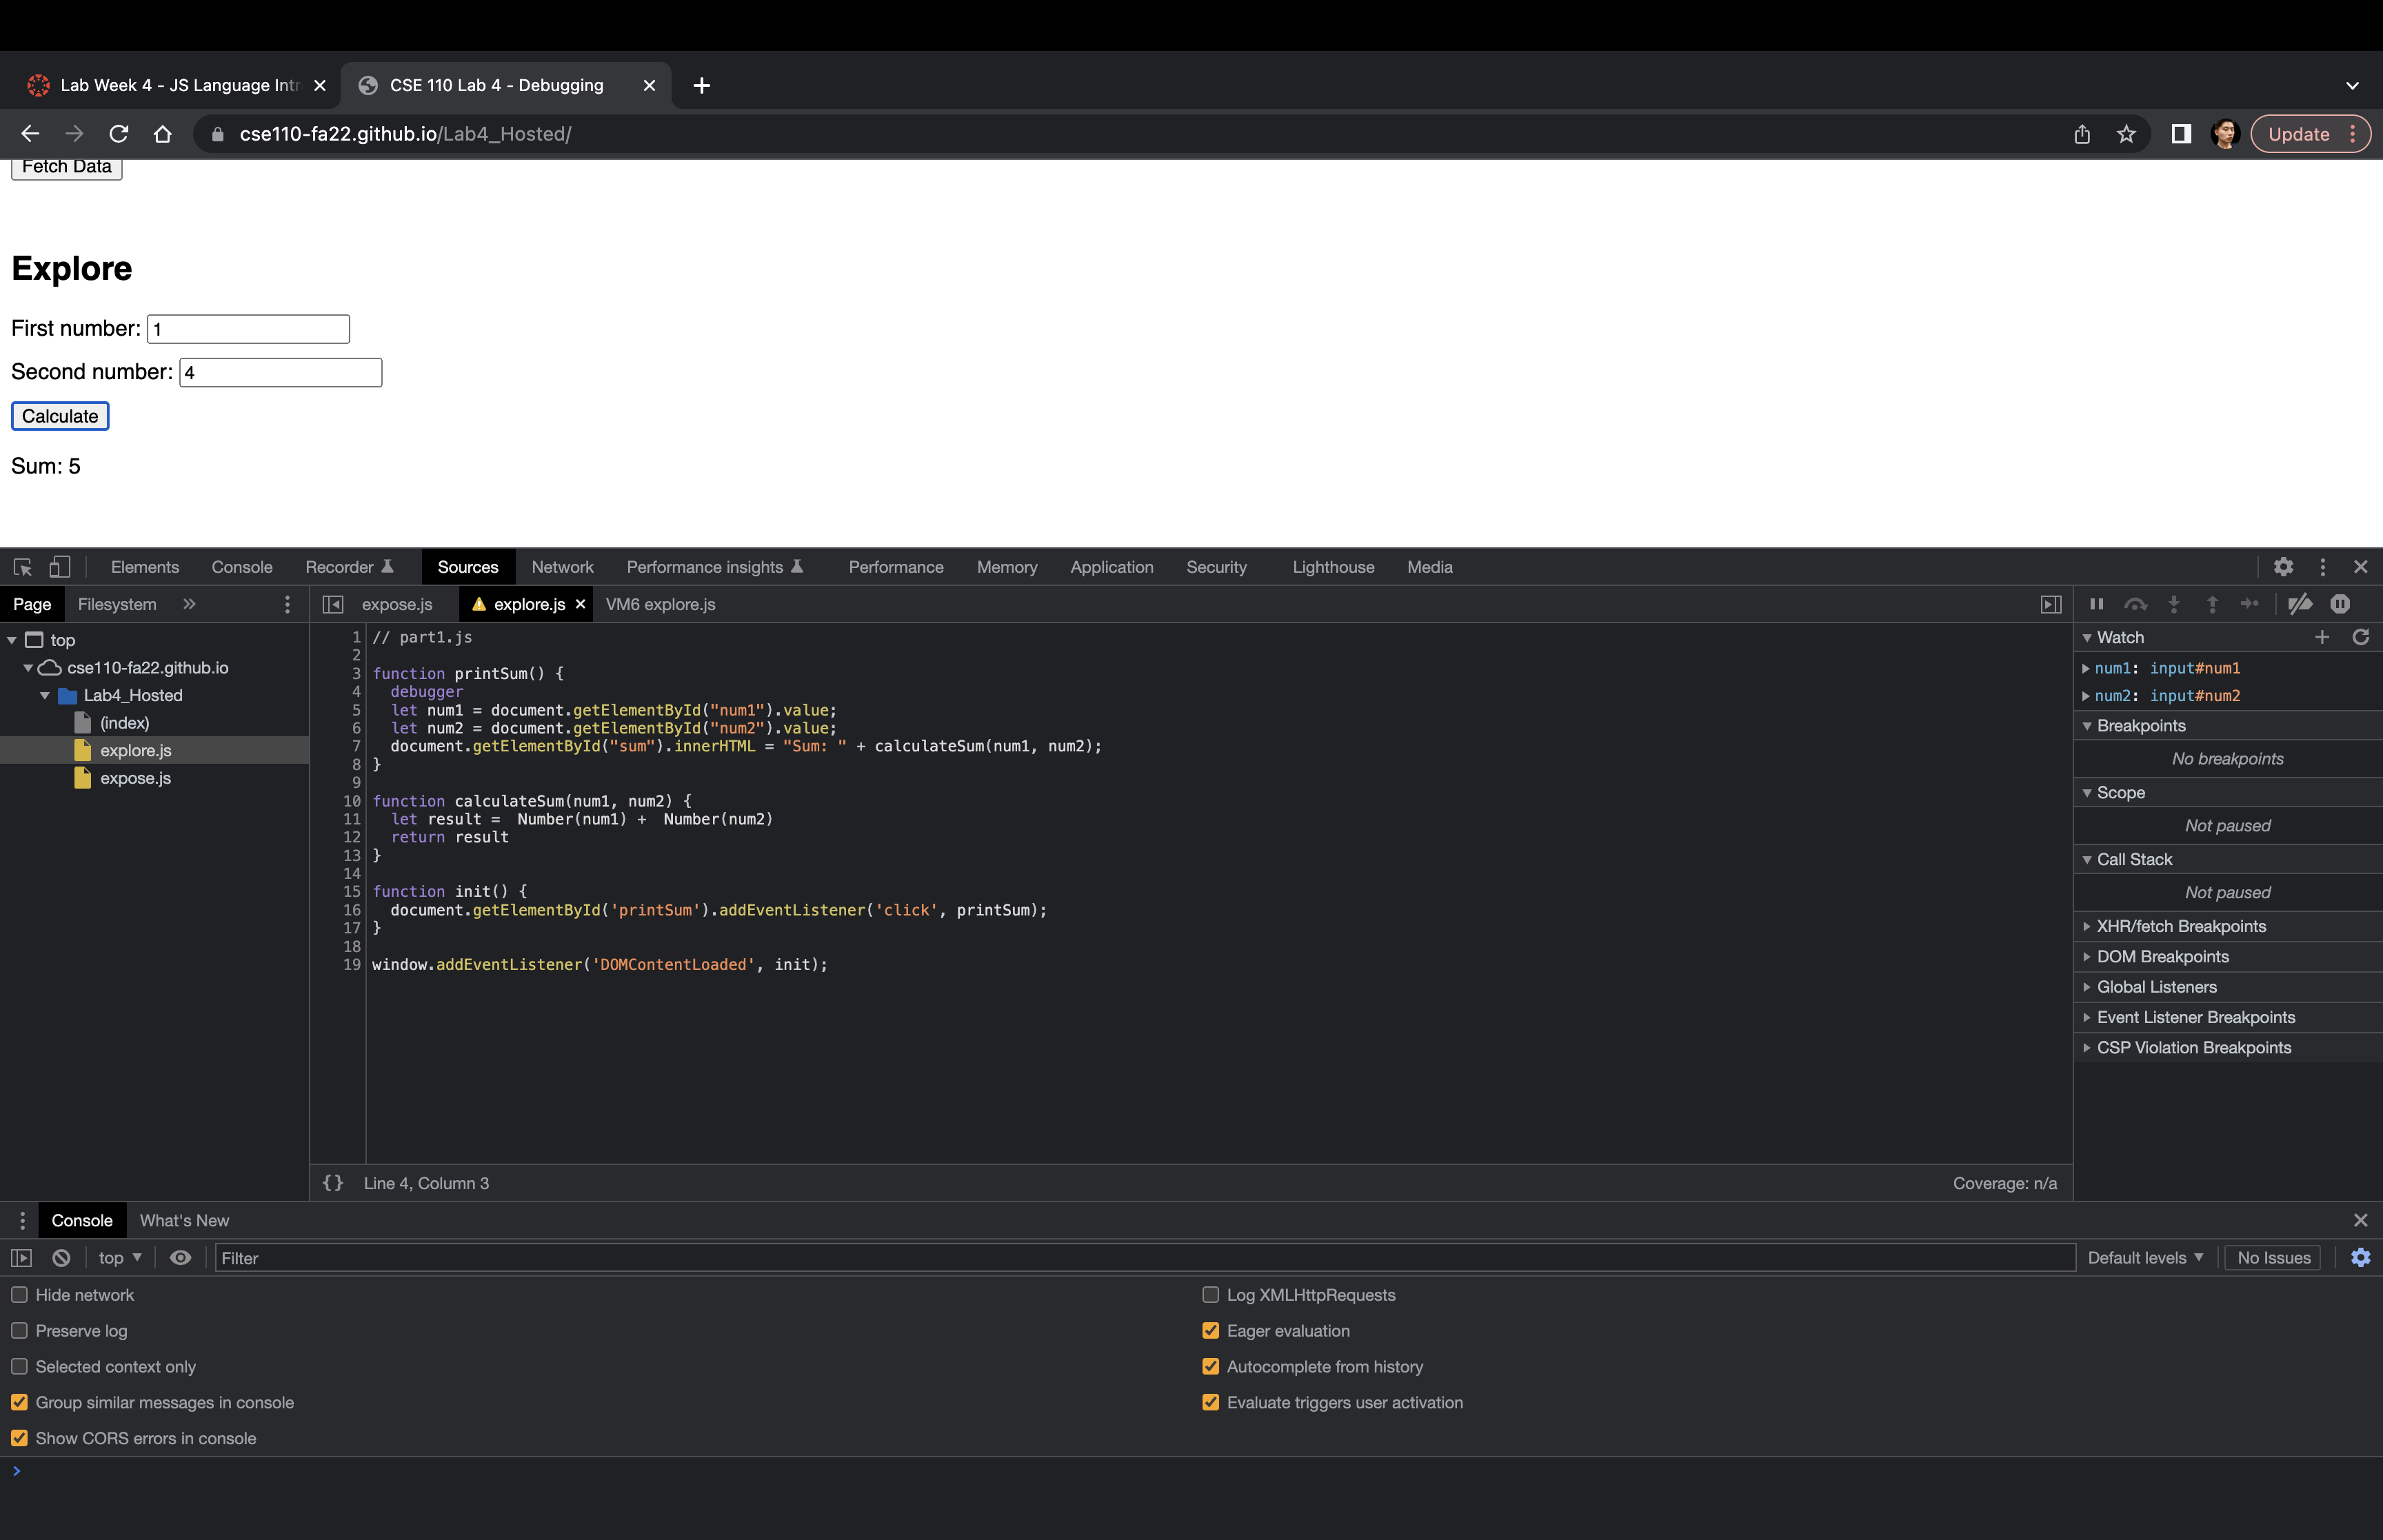 Lab Week 4 - JS Language Intr
CSE 110 Lab 4 - Debugging
cse110-fa22.github.io/Lab4_Hosted/
Update
Fetch Data
Explore
First number: 1
Second number: 4
Calculate
Sum: 5
Elements Console Recorder Sources Network Performance insights Performance Memory Application Security Lighthouse Media
Page Filesystem »
expose.js explore.js VM6 explore.js
top
cse110-fa22.github.io
Lab4_Hosted
(index)
explore.js
expose.js
1 // part1.js
2
3 function printSum() {
4   debugger
5   let num1 = document.getElementById("num1").value;
6   let num2 = document.getElementById("num2").value;
7   document.getElementById("sum").innerHTML = "Sum: " + calculateSum(num1, num2);
8 }
9
10 function calculateSum(num1, num2) {
11   let result =  Number(num1) +  Number(num2)
12   return result
13 }
14
15 function init() {
16   document.getElementById('printSum').addEventListener('click', printSum);
17 }
18
19 window.addEventListener('DOMContentLoaded', init);
{} Line 4, Column 3
Coverage: n/a
Watch
num1: input#num1
num2: input#num2
Breakpoints
No breakpoints
Scope
Not paused
Call Stack
Not paused
XHR/fetch Breakpoints
DOM Breakpoints
Global Listeners
Event Listener Breakpoints
CSP Violation Breakpoints
Console What's New
top Filter Default levels No Issues
Hide network
Log XMLHttpRequests
Preserve log
Eager evaluation
Selected context only
Autocomplete from history
Group similar messages in console
Evaluate triggers user activation
Show CORS errors in console